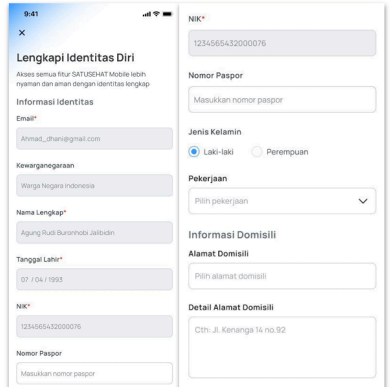 9:41
Lengkapi Identitas Diri
Akses semua fitur SATUSEHAT Mobile lebih
nyaman dan aman dengan identitas lengkap
Informasi Identitas
Email*
Ahmad_dhani@gmail.com
Kewarganegaraan
Warga Negara indonesia
Nama Lengkap*
Agung Rudi Buronhobi Jalibidin
Tanggal Lahir*
07 / 04 / 1993
NIK*
1234565432000076
Nomor Paspor
Masukkan nomor paspor
NIK*
1234565432000076
Nomor Paspor
Masukkan nomor paspor
Jenis Kelamin
Laki-laki Perempuan
Pekerjaan
Pilih pekerjaan
Informasi Domisili
Alamat Domisili
Pilih alamat domisili
Detail Alamat Domisili
Cth: Jl. Kenanga 14 no.92